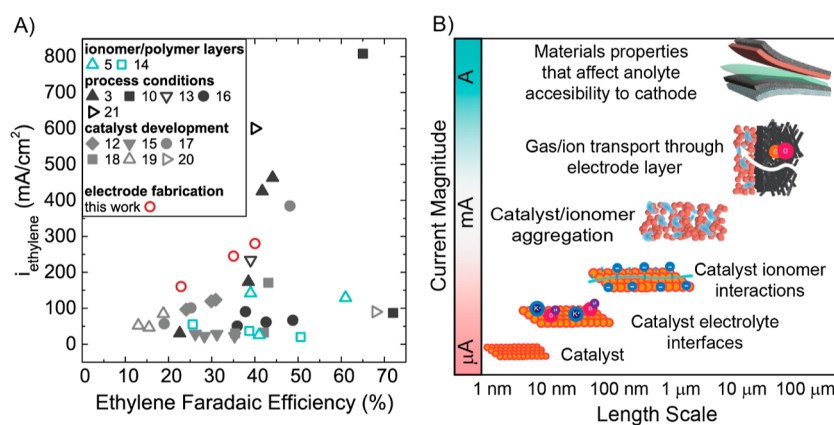 A)
i_ethylene (mA/cm²)
800
700
600
500
400
300
200
100
0
ionomer/polymer layers
5 14
process conditions
3 10 13 16
21
catalyst development
12 15 17
18 19 20
electrode fabrication
this work
0 10 20 30 40 50 60 70
Ethylene Faradaic Efficiency (%)
B)
Current Magnitude
A
mA
µA
Materials properties
that affect anolyte
accesibility to cathode
Gas/ion transport through
electrode layer
Catalyst/ionomer
aggregation
Catalyst ionomer
interactions
Catalyst electrolyte
interfaces
Catalyst
1 nm 10 nm 100 nm 1 µm 10 µm 100 µm
Length Scale